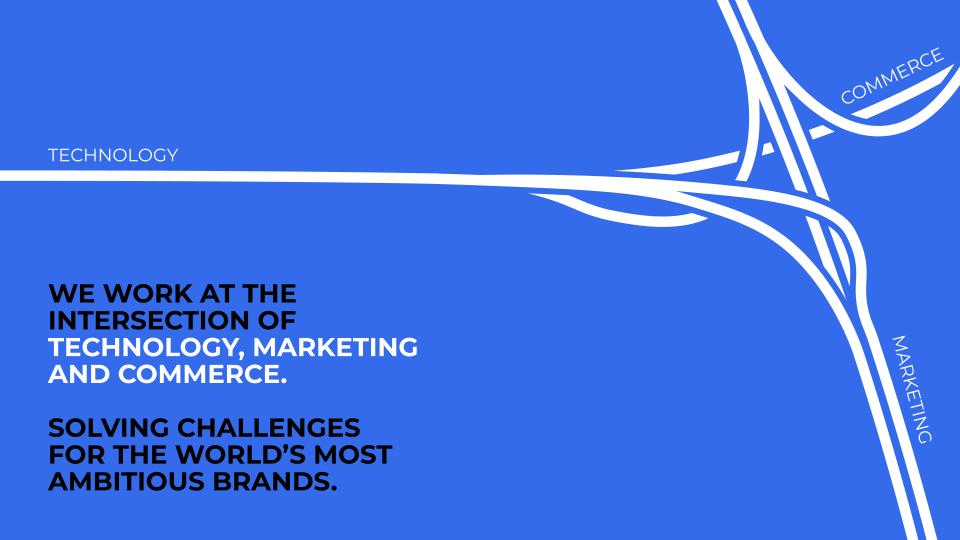 COMMERCE
TECHNOLOGY
WE WORK AT THE
INTERSECTION OF
TECHNOLOGY, MARKETING
AND COMMERCE.
MARKETING
SOLVING CHALLENGES
FOR THE WORLD’S MOST
AMBITIOUS BRANDS.